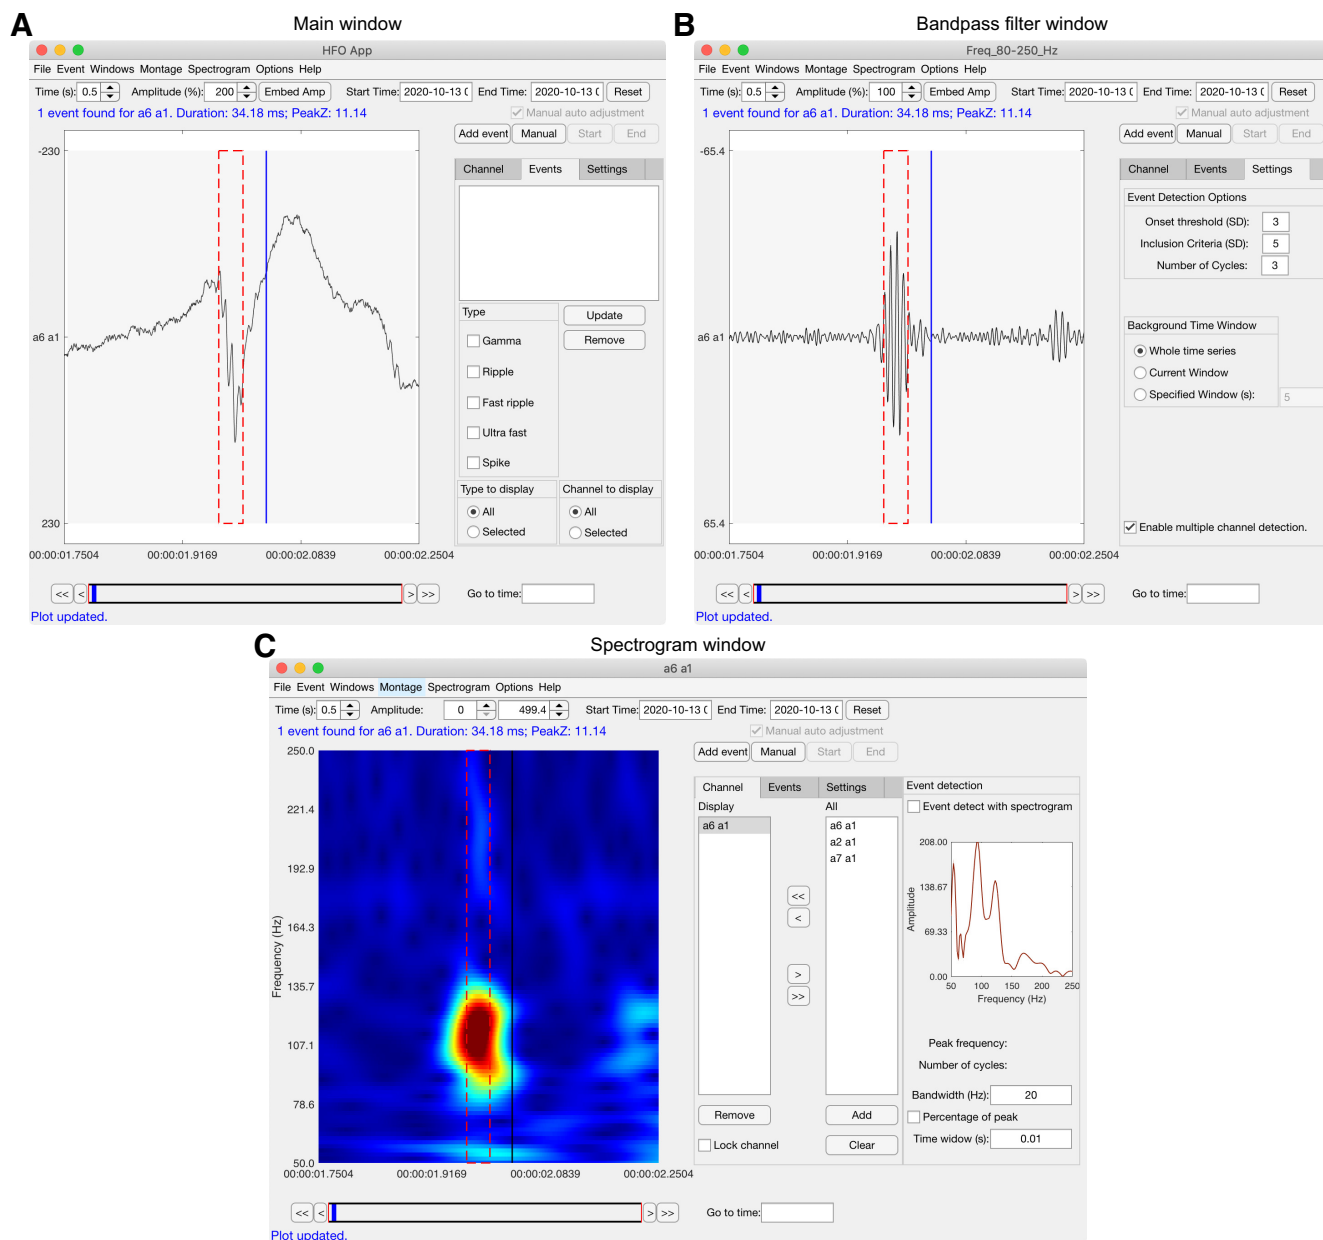 A
Main window
HFO App
File Event Windows Montage Spectrogram Options Help
Time (s): 0.5 Amplitude (%): 200 Embed Amp Start Time: 2020-10-13 ( End Time: 2020-10-13 ( Reset
1 event found for a6 a1. Duration: 34.18 ms; PeakZ: 11.14
Manual auto adjustment
Add event Manual Start End
-230
a6 a1
230
00:00:01.7504 00:00:01.9169 00:00:02.0839 00:00:02.2504
Channel Events Settings
Type
Update
Remove
Gamma
Ripple
Fast ripple
Ultra fast
Spike
Type to display Channel to display
All All
Selected Selected
<< < > >> Go to time:
Plot updated.
B
Bandpass filter window
Freq_80-250_Hz
File Event Windows Montage Spectrogram Options Help
Time (s): 0.5 Amplitude (%): 100 Embed Amp Start Time: 2020-10-13 ( End Time: 2020-10-13 ( Reset
1 event found for a6 a1. Duration: 34.18 ms; PeakZ: 11.14
Manual auto adjustment
Add event Manual Start End
-65.4
a6 a1
65.4
00:00:01.7504 00:00:01.9169 00:00:02.0839 00:00:02.2504
Channel Events Settings
Event Detection Options
Onset threshold (SD): 3
Inclusion Criteria (SD): 5
Number of Cycles: 3
Background Time Window
Whole time series
Current Window
Specified Window (s): 5
Enable multiple channel detection.
<< < > >> Go to time:
Plot updated.
C
Spectrogram window
a6 a1
File Event Windows Montage Spectrogram Options Help
Time (s): 0.5 Amplitude: 0 499.4 Start Time: 2020-10-13 ( End Time: 2020-10-13 ( Reset
1 event found for a6 a1. Duration: 34.18 ms; PeakZ: 11.14
Manual auto adjustment
Add event Manual Start End
Frequency (Hz)
250.0
221.4
192.9
164.3
135.7
107.1
78.6
50.0
00:00:01.7504 00:00:01.9169 00:00:02.0839 00:00:02.2504
Channel Events Settings
Display All
a6 a1 a6 a1
a2 a1
a7 a1
<<
<
>
>>
Remove Add
Lock channel Clear
Event detection
Event detect with spectrogram
Amplitude
208.00
138.67
69.33
0.00
50 100 150 200 250
Frequency (Hz)
Peak frequency:
Number of cycles:
Bandwidth (Hz): 20
Percentage of peak
Time widow (s): 0.01
<< < > >> Go to time:
Plot updated.